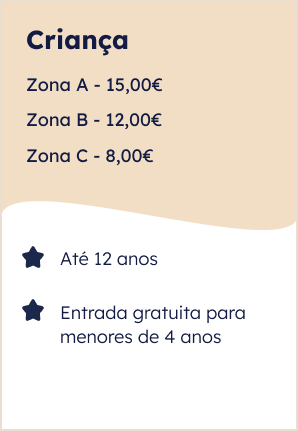 Criança
Zona A - 15,00€
Zona B - 12,00€
Zona C - 8,00€
Até 12 anos
Entrada gratuita para
menores de 4 anos